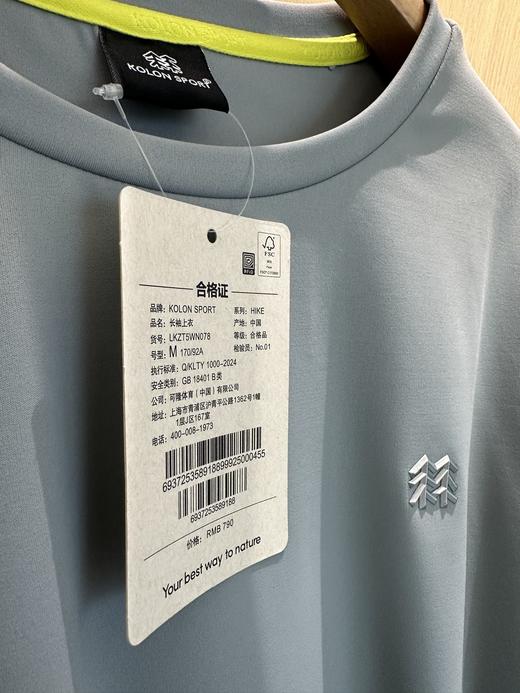 KOLON SPORT®
RFID
FSC
合格证
品牌: KOLON SPORT 系列: HIKE
品名: 长袖上衣 产地: 中国
货号: LKZT5WN078 等级: 合格品
号型: M 170/92A 检验员: No.01
执行标准: Q/KLTY 1000-2024
安全类别: GB 18401 B类
公司: 可隆体育(中国)有限公司
地址: 上海市青浦区沪青平公路1362号1幢
1层J区167室
电话: 400-008-1973
693725358918899925000455
6937253589188
价格: RMB 790
Your best way to nature